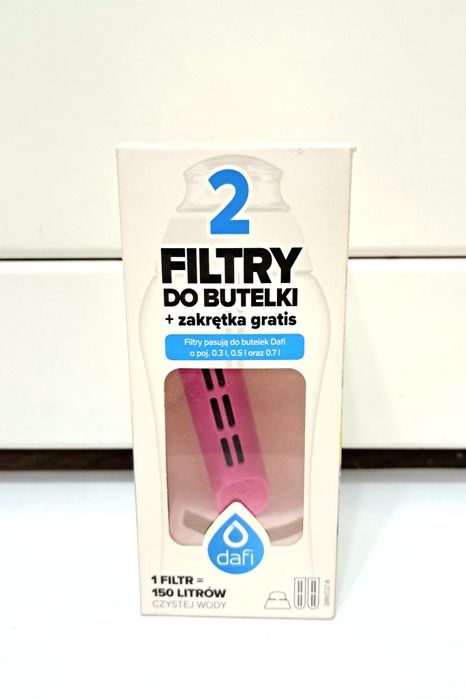 2
FILTRY
DO BUTELKI
+ zakrętka gratis
Filtry pasują do butelek Dafi
o poj. 0.3 l, 0.5 l oraz 0.7 l
dafi
1 FILTR =
150 LITRÓW
CZYSTEJ WODY
W ZESTAWIE